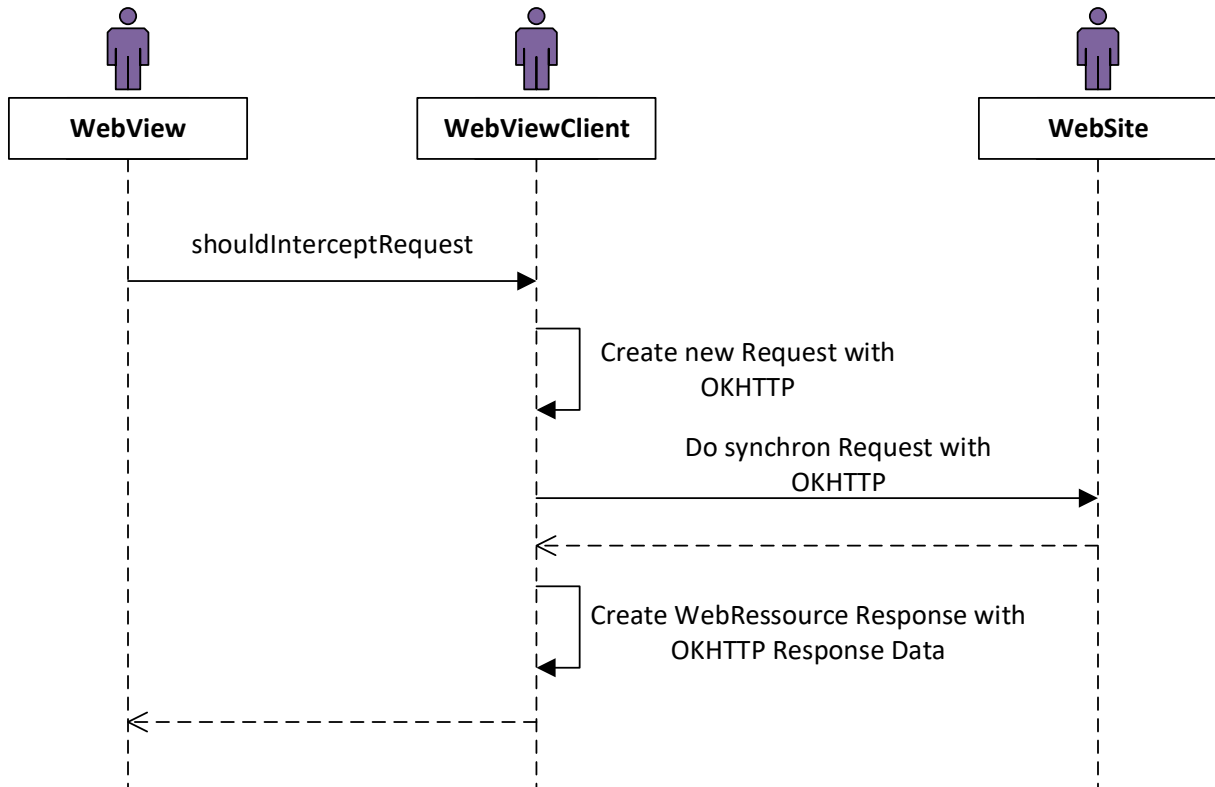 WebView
WebViewClient
WebSite
shouldInterceptRequest
Create new Request with
OKHTTP
Do synchron Request with
OKHTTP
Create WebRessource Response with
OKHTTP Response Data